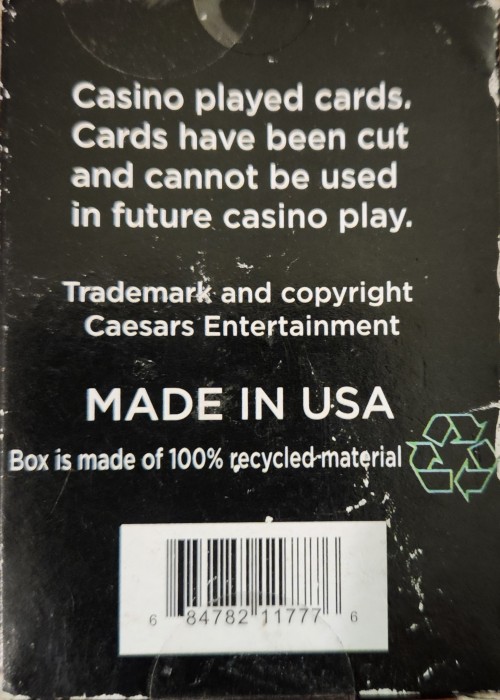 Casino played cards.
Cards have been cut
and cannot be used
in future casino play.
Trademark and copyright
Caesars Entertainment
MADE IN USA
Box is made of 100% recycled material
6 84782 11777 6